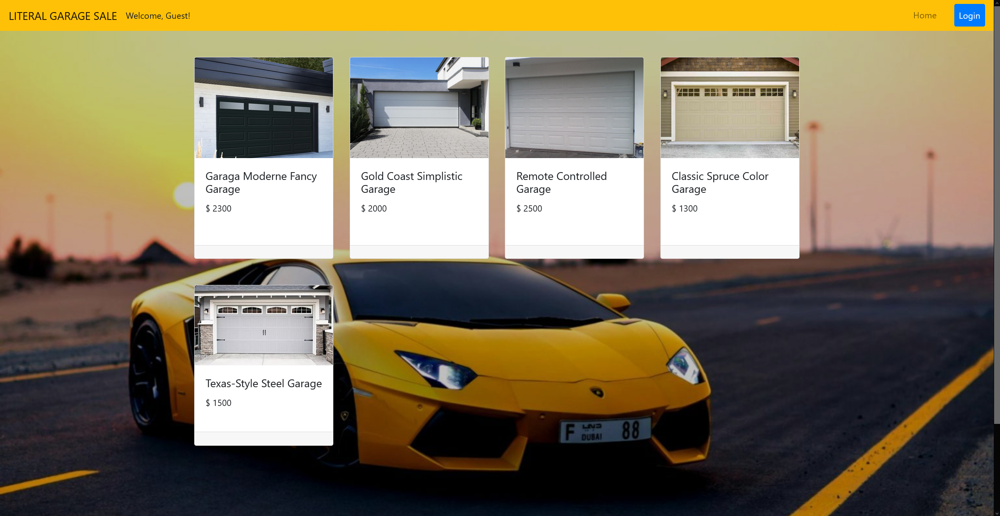 LITERAL GARAGE SALE Welcome, Guest! Home Login
Garaga Moderne Fancy
Garage
$ 2300
Gold Coast Simplistic
Garage
$ 2000
Remote Controlled
Garage
$ 2500
Classic Spruce Color
Garage
$ 1300
Texas-Style Steel Garage
$ 1500
F دبي DUBAI 88